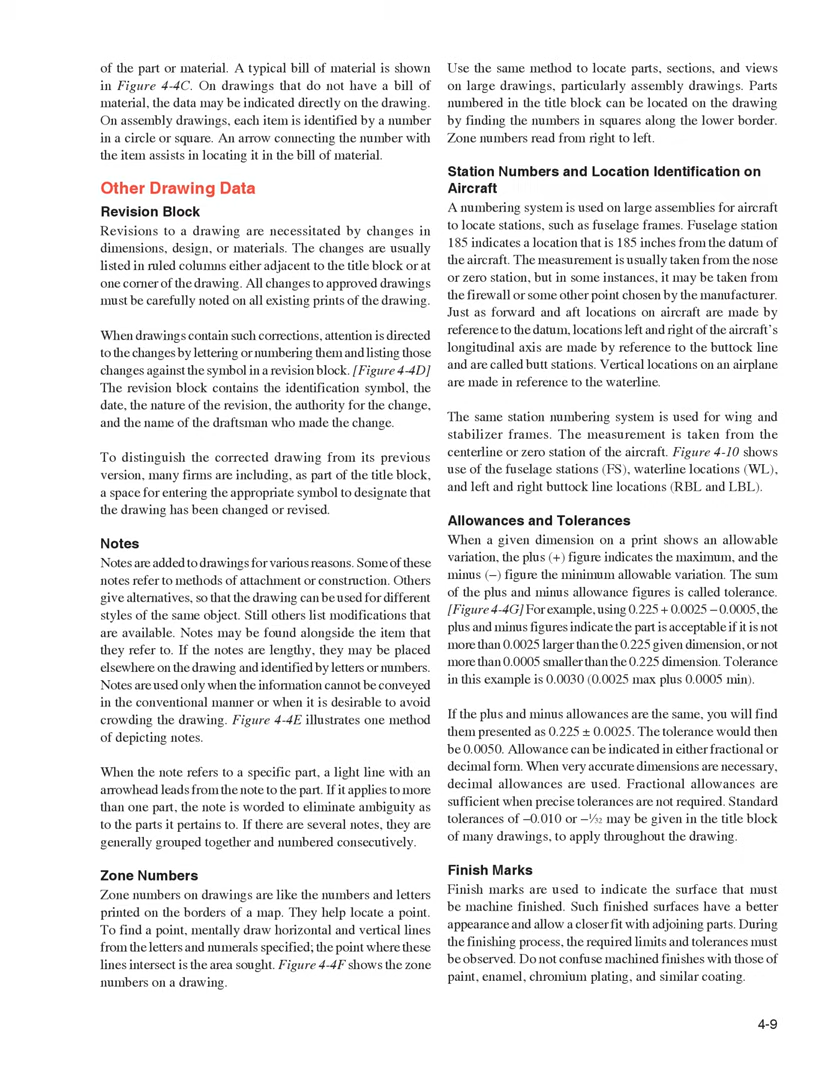 of the part or material. A typical bill of material is shown
in Figure 4-4C. On drawings that do not have a bill of
material, the data may be indicated directly on the drawing.
On assembly drawings, each item is identified by a number
in a circle or square. An arrow connecting the number with
the item assists in locating it in the bill of material.
Other Drawing Data
Revision Block
Revisions to a drawing are necessitated by changes in
dimensions, design, or materials. The changes are usually
listed in ruled columns either adjacent to the title block or at
one corner of the drawing. All changes to approved drawings
must be carefully noted on all existing prints of the drawing.
When drawings contain such corrections, attention is directed
to the changes by lettering or numbering them and listing those
changes against the symbol in a revision block. [Figure 4-4D]
The revision block contains the identification symbol, the
date, the nature of the revision, the authority for the change,
and the name of the draftsman who made the change.
To distinguish the corrected drawing from its previous
version, many firms are including, as part of the title block,
a space for entering the appropriate symbol to designate that
the drawing has been changed or revised.
Notes
Notes are added to drawings for various reasons. Some of these
notes refer to methods of attachment or construction. Others
give alternatives, so that the drawing can be used for different
styles of the same object. Still others list modifications that
are available. Notes may be found alongside the item that
they refer to. If the notes are lengthy, they may be placed
elsewhere on the drawing and identified by letters or numbers.
Notes are used only when the information cannot be conveyed
in the conventional manner or when it is desirable to avoid
crowding the drawing. Figure 4-4E illustrates one method
of depicting notes.
When the note refers to a specific part, a light line with an
arrowhead leads from the note to the part. If it applies to more
than one part, the note is worded to eliminate ambiguity as
to the parts it pertains to. If there are several notes, they are
generally grouped together and numbered consecutively.
Zone Numbers
Zone numbers on drawings are like the numbers and letters
printed on the borders of a map. They help locate a point.
To find a point, mentally draw horizontal and vertical lines
from the letters and numerals specified; the point where these
lines intersect is the area sought. Figure 4-4F shows the zone
numbers on a drawing.
Use the same method to locate parts, sections, and views
on large drawings, particularly assembly drawings. Parts
numbered in the title block can be located on the drawing
by finding the numbers in squares along the lower border.
Zone numbers read from right to left.
Station Numbers and Location Identification on
Aircraft
A numbering system is used on large assemblies for aircraft
to locate stations, such as fuselage frames. Fuselage station
185 indicates a location that is 185 inches from the datum of
the aircraft. The measurement is usually taken from the nose
or zero station, but in some instances, it may be taken from
the firewall or some other point chosen by the manufacturer.
Just as forward and aft locations on aircraft are made by
reference to the datum, locations left and right of the aircraft's
longitudinal axis are made by reference to the buttock line
and are called butt stations. Vertical locations on an airplane
are made in reference to the waterline.
The same station numbering system is used for wing and
stabilizer frames. The measurement is taken from the
centerline or zero station of the aircraft. Figure 4-10 shows
use of the fuselage stations (FS), waterline locations (WL),
and left and right buttock line locations (RBL and LBL).
Allowances and Tolerances
When a given dimension on a print shows an allowable
variation, the plus (+) figure indicates the maximum, and the
minus (−) figure the minimum allowable variation. The sum
of the plus and minus allowance figures is called tolerance.
[Figure 4-4G] For example, using 0.225 + 0.0025 − 0.0005, the
plus and minus figures indicate the part is acceptable if it is not
more than 0.0025 larger than the 0.225 given dimension, or not
more than 0.0005 smaller than the 0.225 dimension. Tolerance
in this example is 0.0030 (0.0025 max plus 0.0005 min).
If the plus and minus allowances are the same, you will find
them presented as 0.225 ± 0.0025. The tolerance would then
be 0.0050. Allowance can be indicated in either fractional or
decimal form. When very accurate dimensions are necessary,
decimal allowances are used. Fractional allowances are
sufficient when precise tolerances are not required. Standard
tolerances of −0.010 or −1⁄32 may be given in the title block
of many drawings, to apply throughout the drawing.
Finish Marks
Finish marks are used to indicate the surface that must
be machine finished. Such finished surfaces have a better
appearance and allow a closer fit with adjoining parts. During
the finishing process, the required limits and tolerances must
be observed. Do not confuse machined finishes with those of
paint, enamel, chromium plating, and similar coating.
4-9